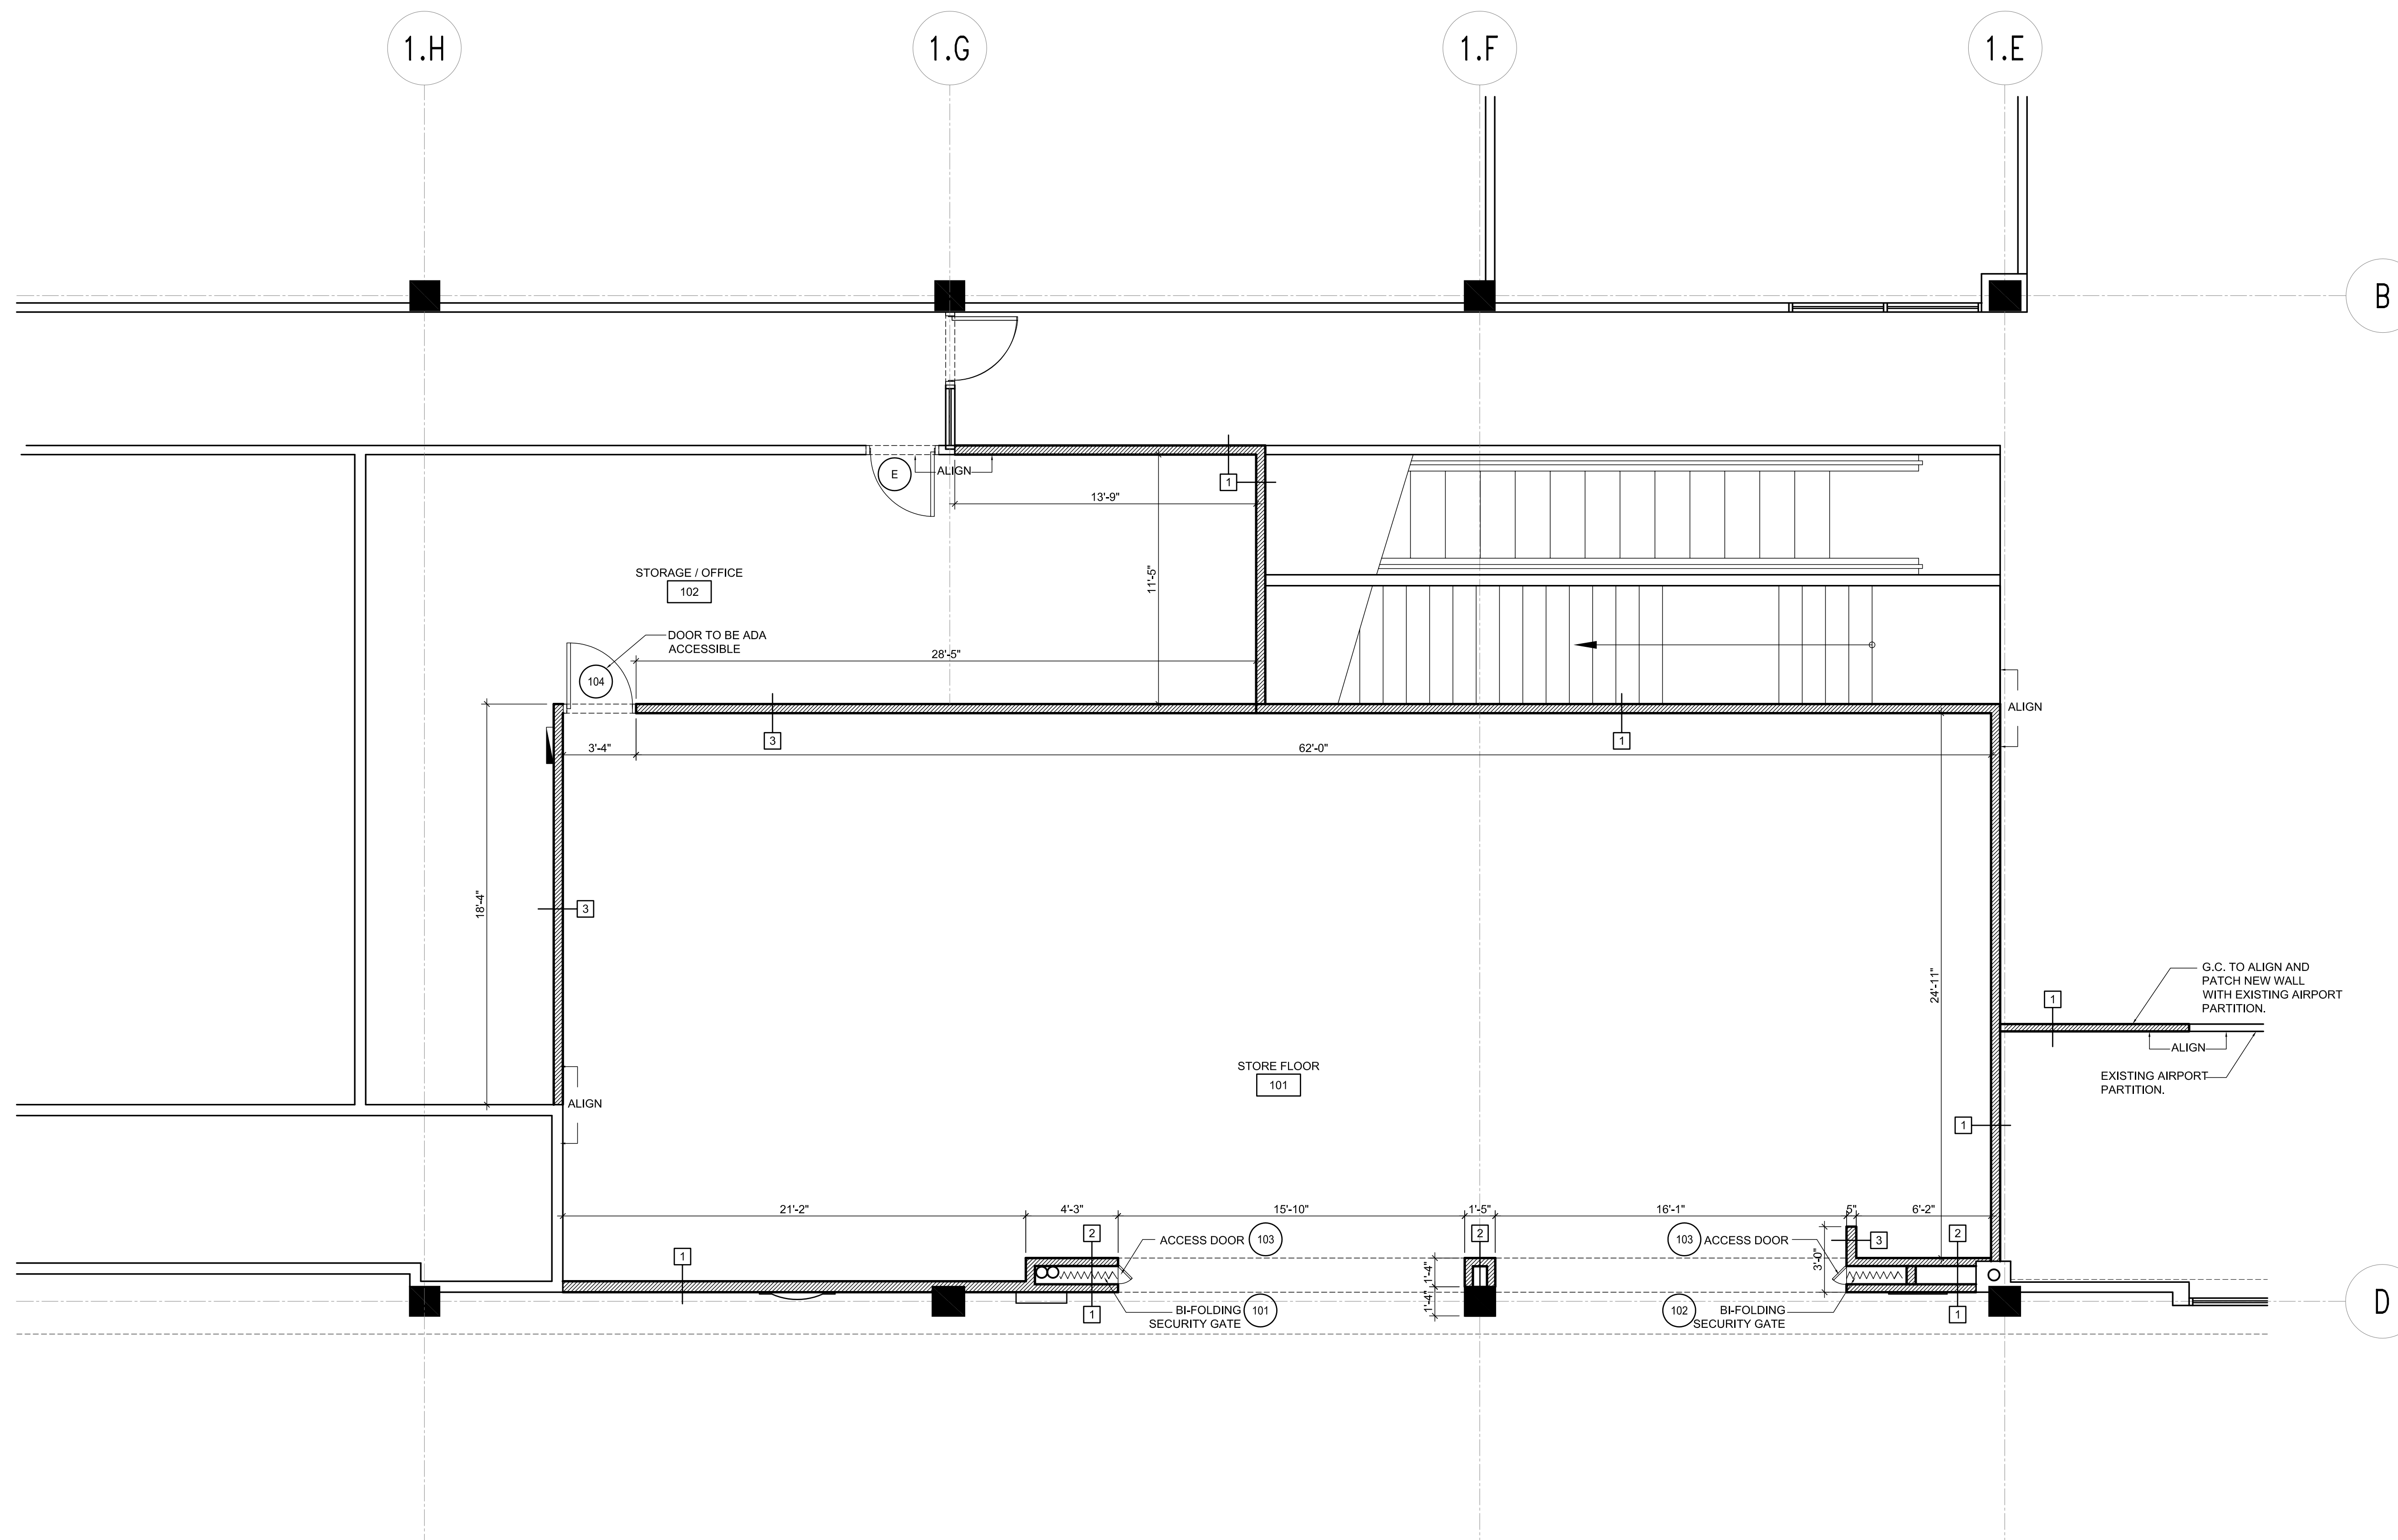 1.H
1.G
1.F
1.E
B
E
ALIGN
1
13'-9"
STORAGE / OFFICE
102
11'-5"
DOOR TO BE ADA
ACCESSIBLE
28'-5"
104
ALIGN
3
1
3'-4"
62'-0"
18'-4"
3
24'-11"
G.C. TO ALIGN AND
PATCH NEW WALL
WITH EXISTING AIRPORT
PARTITION.
1
ALIGN
STORE FLOOR
101
EXISTING AIRPORT
PARTITION.
ALIGN
1
21'-2"
4'-3"
15'-10"
1'-5"
16'-1"
5"
6'-2"
2
2
2
ACCESS DOOR
103
103
ACCESS DOOR
3
1
3'-0"
1'-4"
1'-4"
BI-FOLDING
SECURITY GATE
101
1
102
BI-FOLDING
SECURITY GATE
1
D